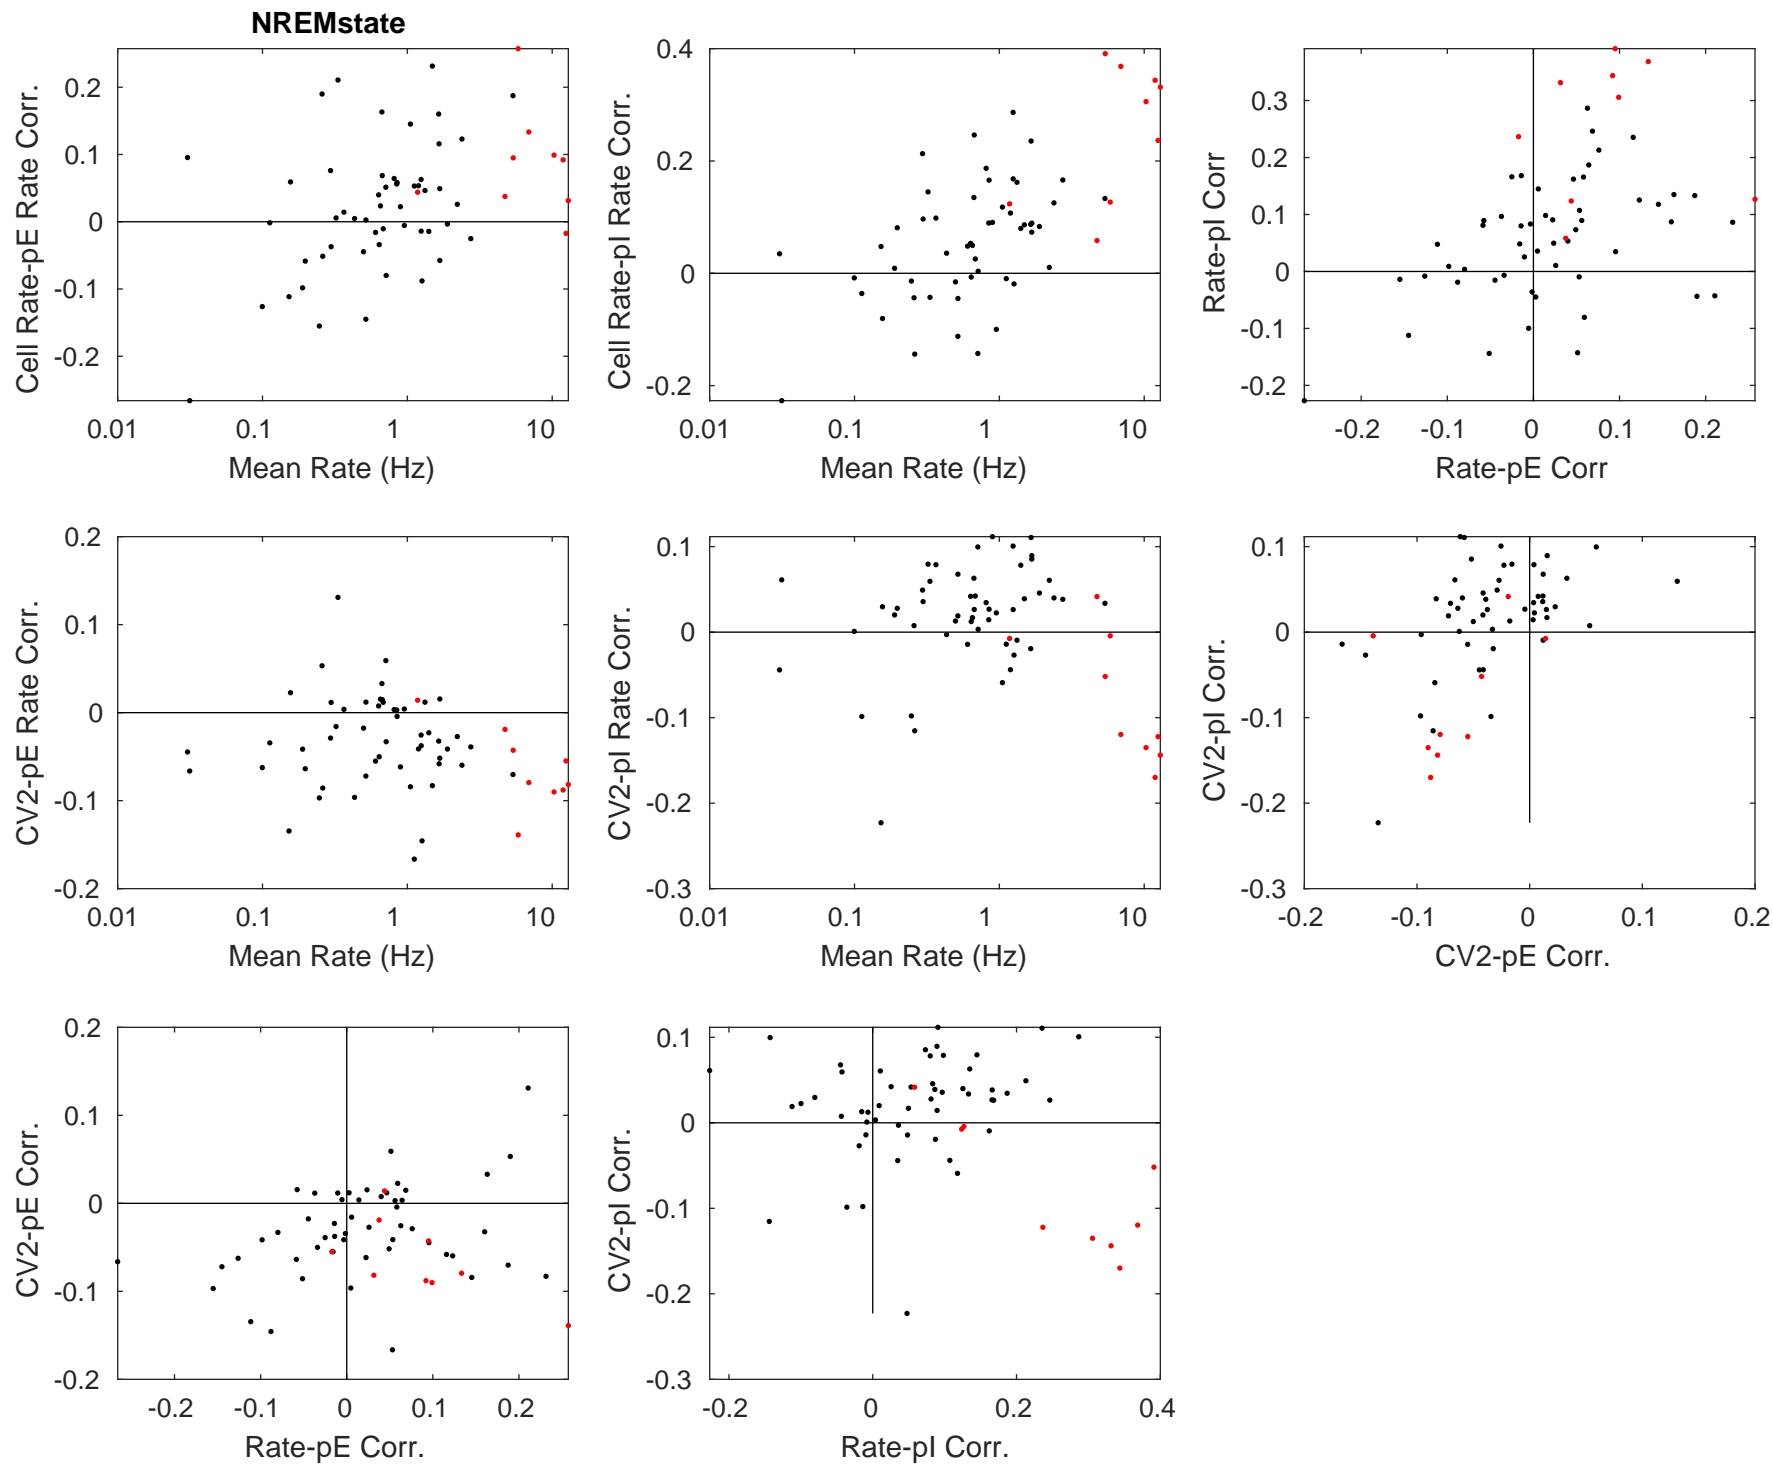 NREMstate
Cell Rate-pE Rate Corr.
0.2
0.1
0
-0.1
-0.2
0.01 0.1 1 10
Mean Rate (Hz)
Cell Rate-pI Rate Corr.
0.4
0.2
0
-0.2
0.01 0.1 1 10
Mean Rate (Hz)
Rate-pI Corr
0.3
0.2
0.1
0
-0.1
-0.2
-0.2 -0.1 0 0.1 0.2
Rate-pE Corr
CV2-pE Rate Corr.
0.2
0.1
0
-0.1
-0.2
0.01 0.1 1 10
Mean Rate (Hz)
CV2-pI Rate Corr.
0.1
0
-0.1
-0.2
-0.3
0.01 0.1 1 10
Mean Rate (Hz)
CV2-pI Corr.
0.1
0
-0.1
-0.2
-0.3
-0.2 -0.1 0 0.1 0.2
CV2-pE Corr.
CV2-pE Corr.
0.2
0.1
0
-0.1
-0.2
-0.2 -0.1 0 0.1 0.2
Rate-pE Corr.
CV2-pI Corr.
0.1
0
-0.1
-0.2
-0.3
-0.2 0 0.2 0.4
Rate-pI Corr.